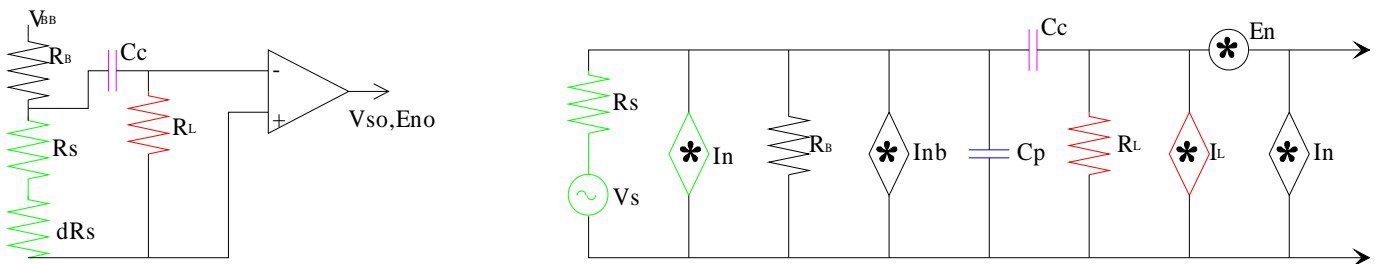 VBB
RB
Cc
Rs
RL
dRs
-
+
Vso,Eno
Cc
En
Rs
Vs
* In
RB
* Inb
Cp
RL
* IL
*
* In